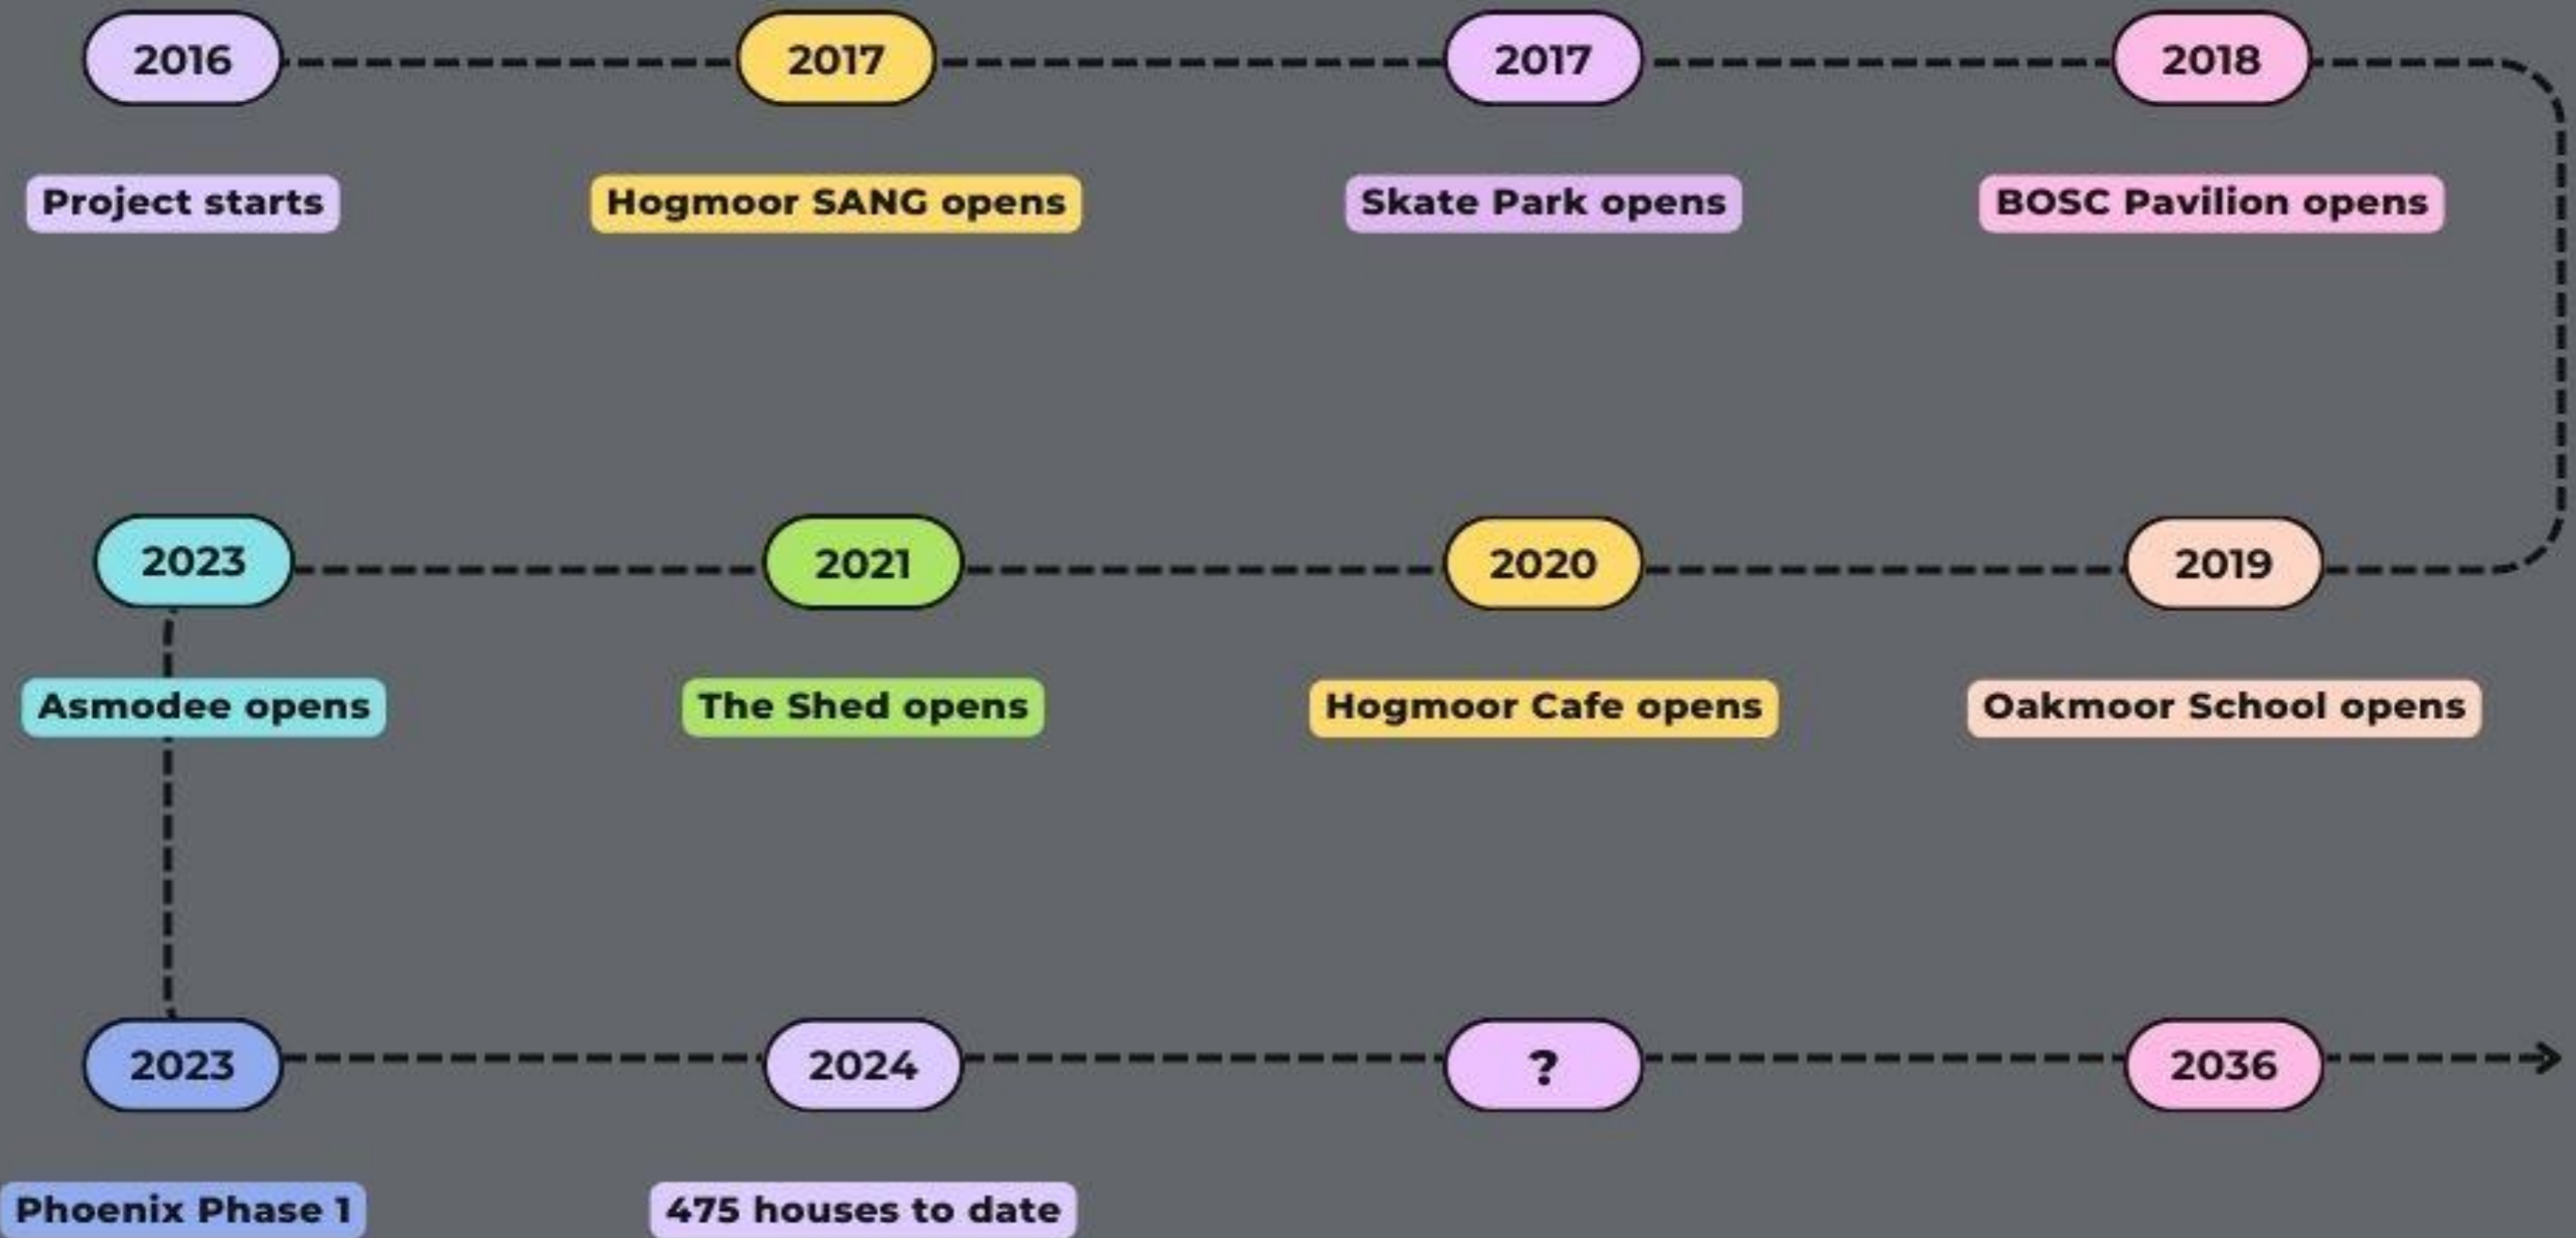 2016
2017
2017
2018
Project starts
Hogmoor SANG opens
Skate Park opens
BOSC Pavilion opens
2023
2021
2020
2019
Asmodee opens
The Shed opens
Hogmoor Cafe opens
Oakmoor School opens
2023
2024
?
2036
Phoenix Phase 1
475 houses to date